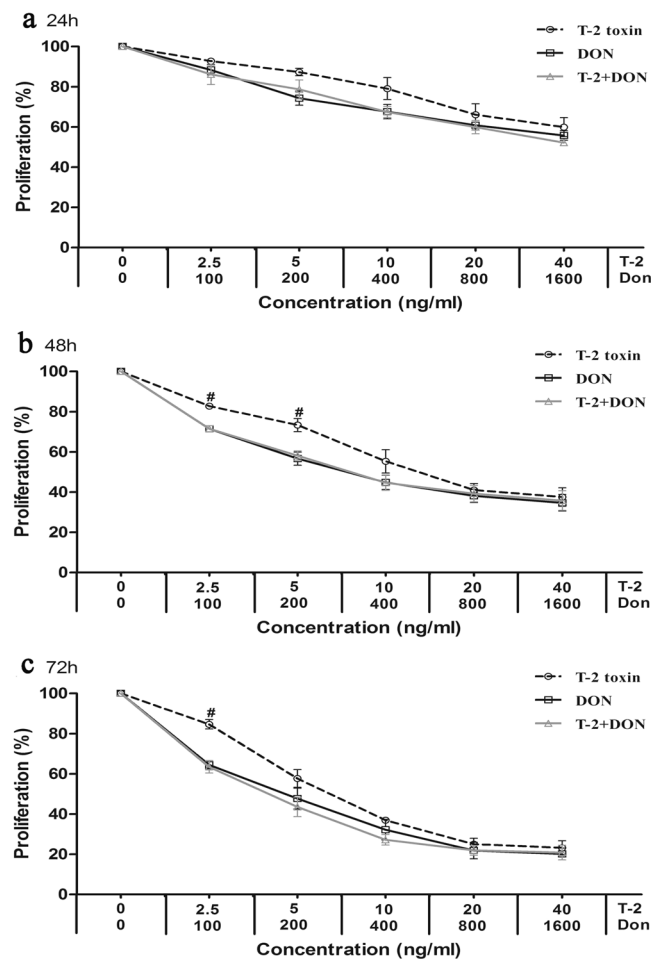 a 24h
T-2 toxin
DON
T-2+DON
Proliferation (%)
100
80
60
40
20
0
0 2.5 5 10 20 40 T-2
0 100 200 400 800 1600 Don
Concentration (ng/ml)
b 48h
T-2 toxin
DON
T-2+DON
Proliferation (%)
100
80
60
40
20
0
# #
0 2.5 5 10 20 40 T-2
0 100 200 400 800 1600 Don
Concentration (ng/ml)
c 72h
T-2 toxin
DON
T-2+DON
Proliferation (%)
100
80
60
40
20
0
#
0 2.5 5 10 20 40 T-2
0 100 200 400 800 1600 Don
Concentration (ng/ml)